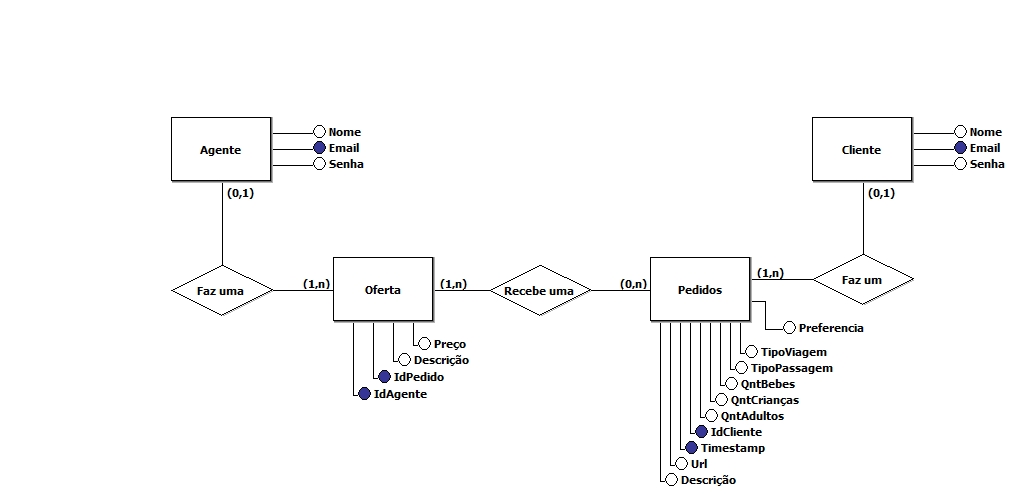 Agente
Nome
Email
Senha
Cliente
Nome
Email
Senha
(0,1)
(0,1)
Faz uma
(1,n)
Oferta
(1,n)
Recebe uma
(0,n)
Pedidos
(1,n)
Faz um
Preço
Descrição
IdPedido
IdAgente
Preferencia
TipoViagem
TipoPassagem
QntBebes
QntCrianças
QntAdultos
IdCliente
Timestamp
Url
Descrição